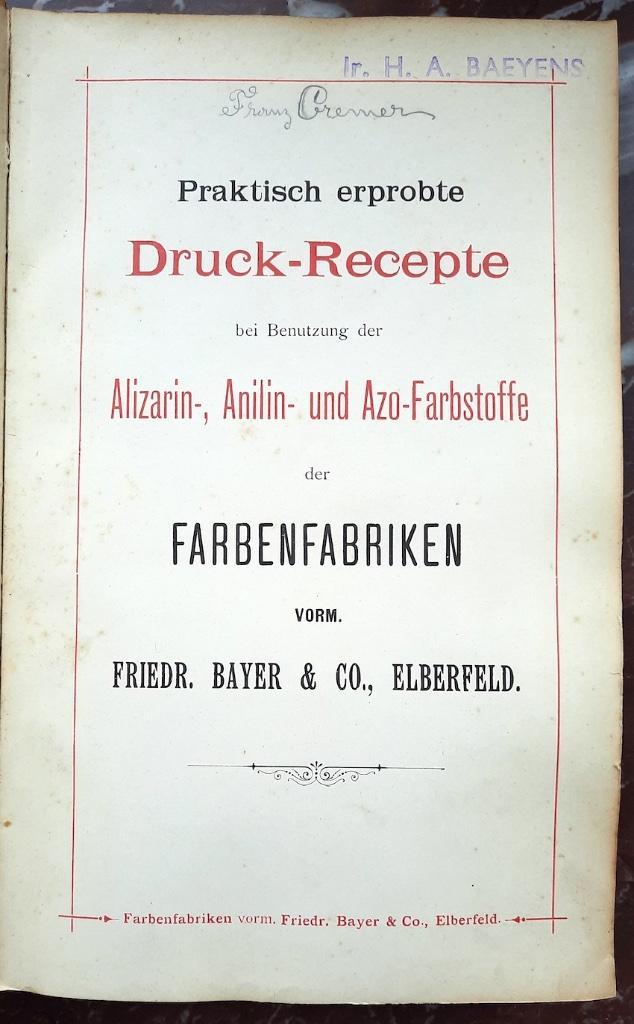 Ir. H. A. BAEYENS
Franz Cremer
Praktisch erprobte
Druck-Recepte
bei Benutzung der
Alizarin-, Anilin- und Azo-Farbstoffe
der
FARBENFABRIKEN
VORM.
FRIEDR. BAYER & CO., ELBERFELD.
Farbenfabriken vorm. Friedr. Bayer & Co., Elberfeld.